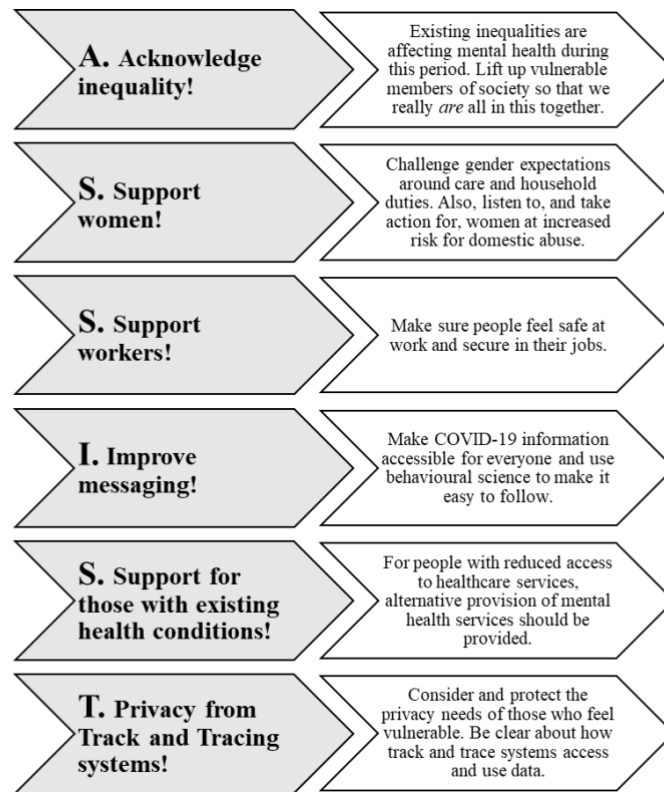 A. Acknowledge
inequality!
Existing inequalities are
affecting mental health during
this period. Lift up vulnerable
members of society so that we
really are all in this together.
S. Support
women!
Challenge gender expectations
around care and household
duties. Also, listen to, and take
action for, women at increased
risk for domestic abuse.
S. Support
workers!
Make sure people feel safe at
work and secure in their jobs.
I. Improve
messaging!
Make COVID-19 information
accessible for everyone and use
behavioural science to make it
easy to follow.
S. Support for
those with existing
health conditions!
For people with reduced access
to healthcare services,
alternative provision of mental
health services should be
provided.
T. Privacy from
Track and Tracing
systems!
Consider and protect the
privacy needs of those who feel
vulnerable. Be clear about how
track and trace systems access
and use data.